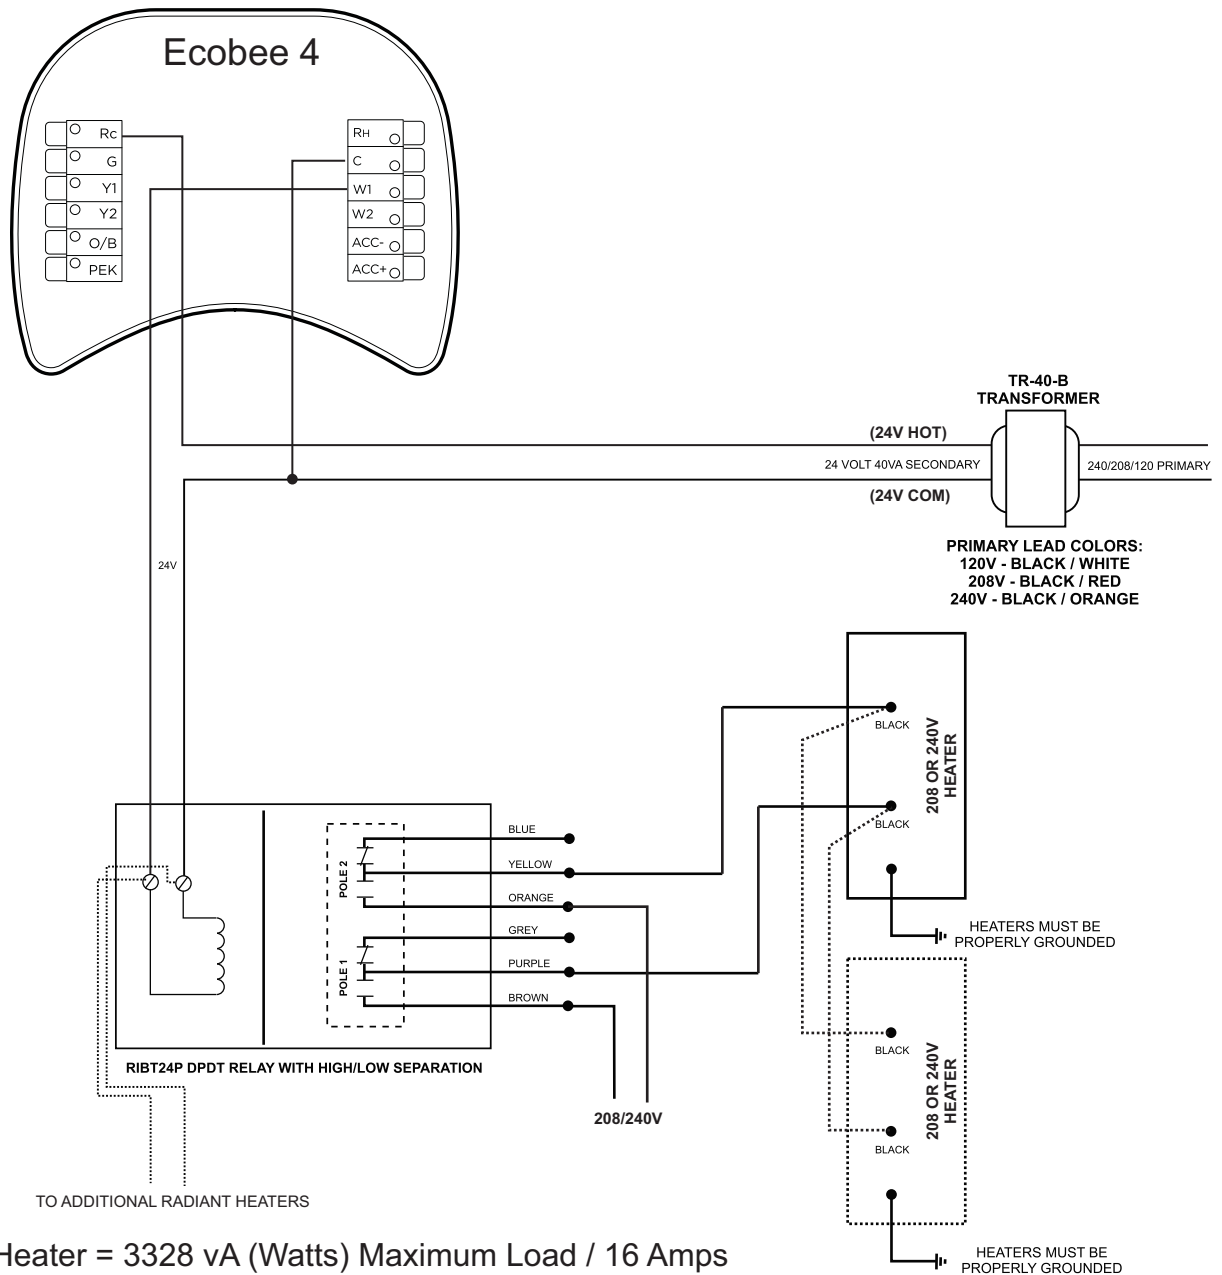 Ecobee 4
Rc
G
Y1
Y2
O/B
PEK
RH
C
W1
W2
ACC-
ACC+
TR-40-B
TRANSFORMER
(24V HOT)
24 VOLT 40VA SECONDARY
240/208/120 PRIMARY
(24V COM)
PRIMARY LEAD COLORS:
120V - BLACK / WHITE
208V - BLACK / RED
240V - BLACK / ORANGE
24V
BLACK
208 OR 240V
HEATER
BLACK
BLUE
YELLOW
ORANGE
POLE 2
GREY
PURPLE
BROWN
POLE 1
HEATERS MUST BE
PROPERLY GROUNDED
RIBT24P DPDT RELAY WITH HIGH/LOW SEPARATION
208/240V
BLACK
208 OR 240V
HEATER
BLACK
TO ADDITIONAL RADIANT HEATERS
HEATERS MUST BE
PROPERLY GROUNDED
Heater = 3328 vA (Watts) Maximum Load / 16 Amps